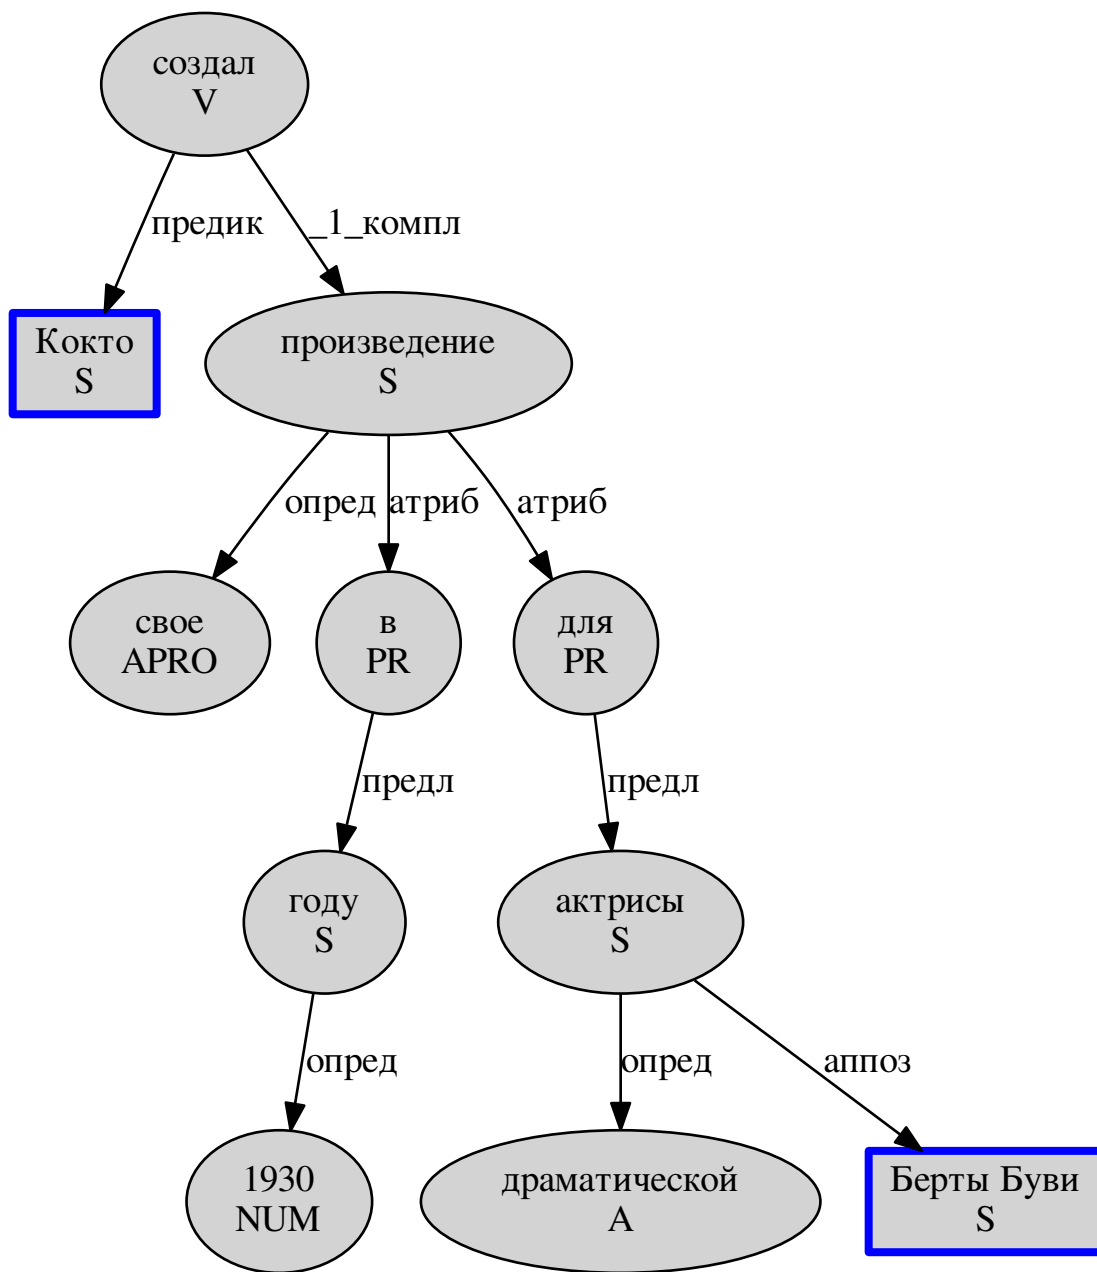 создал
V
предик
_1_компл
Кокто
S
произведение
S
опред
атриб
атриб
свое
APRO
в
PR
для
PR
предл
предл
году
S
актрисы
S
опред
опред
аппоз
1930
NUM
драматической
A
Берты Буви
S